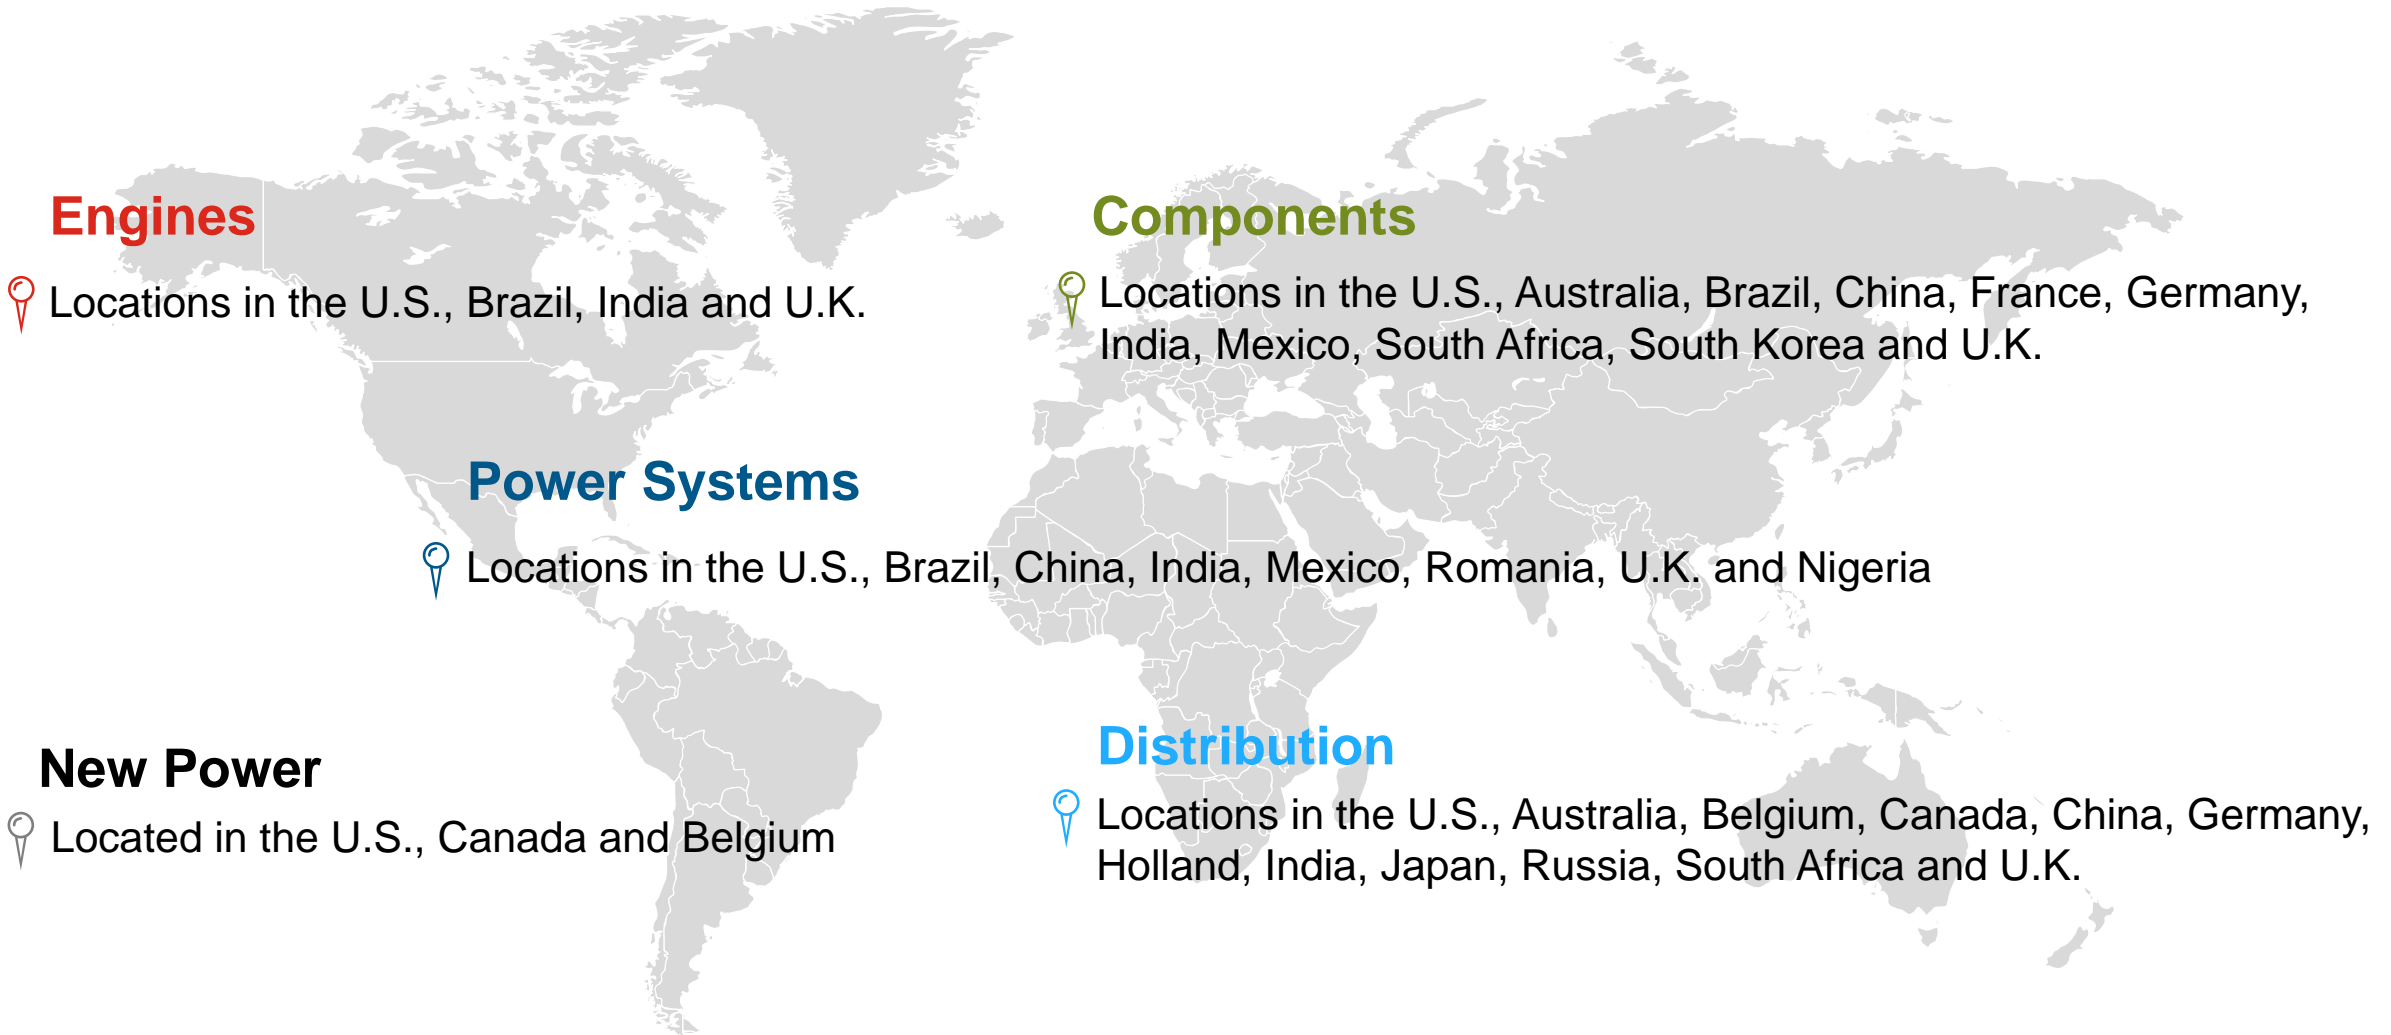 Engines
Locations in the U.S., Brazil, India and U.K.
Components
Locations in the U.S., Australia, Brazil, China, France, Germany,
India, Mexico, South Africa, South Korea and U.K.
Power Systems
Locations in the U.S., Brazil, China, India, Mexico, Romania, U.K. and Nigeria
New Power
Located in the U.S., Canada and Belgium
Distribution
Locations in the U.S., Australia, Belgium, Canada, China, Germany,
Holland, India, Japan, Russia, South Africa and U.K.